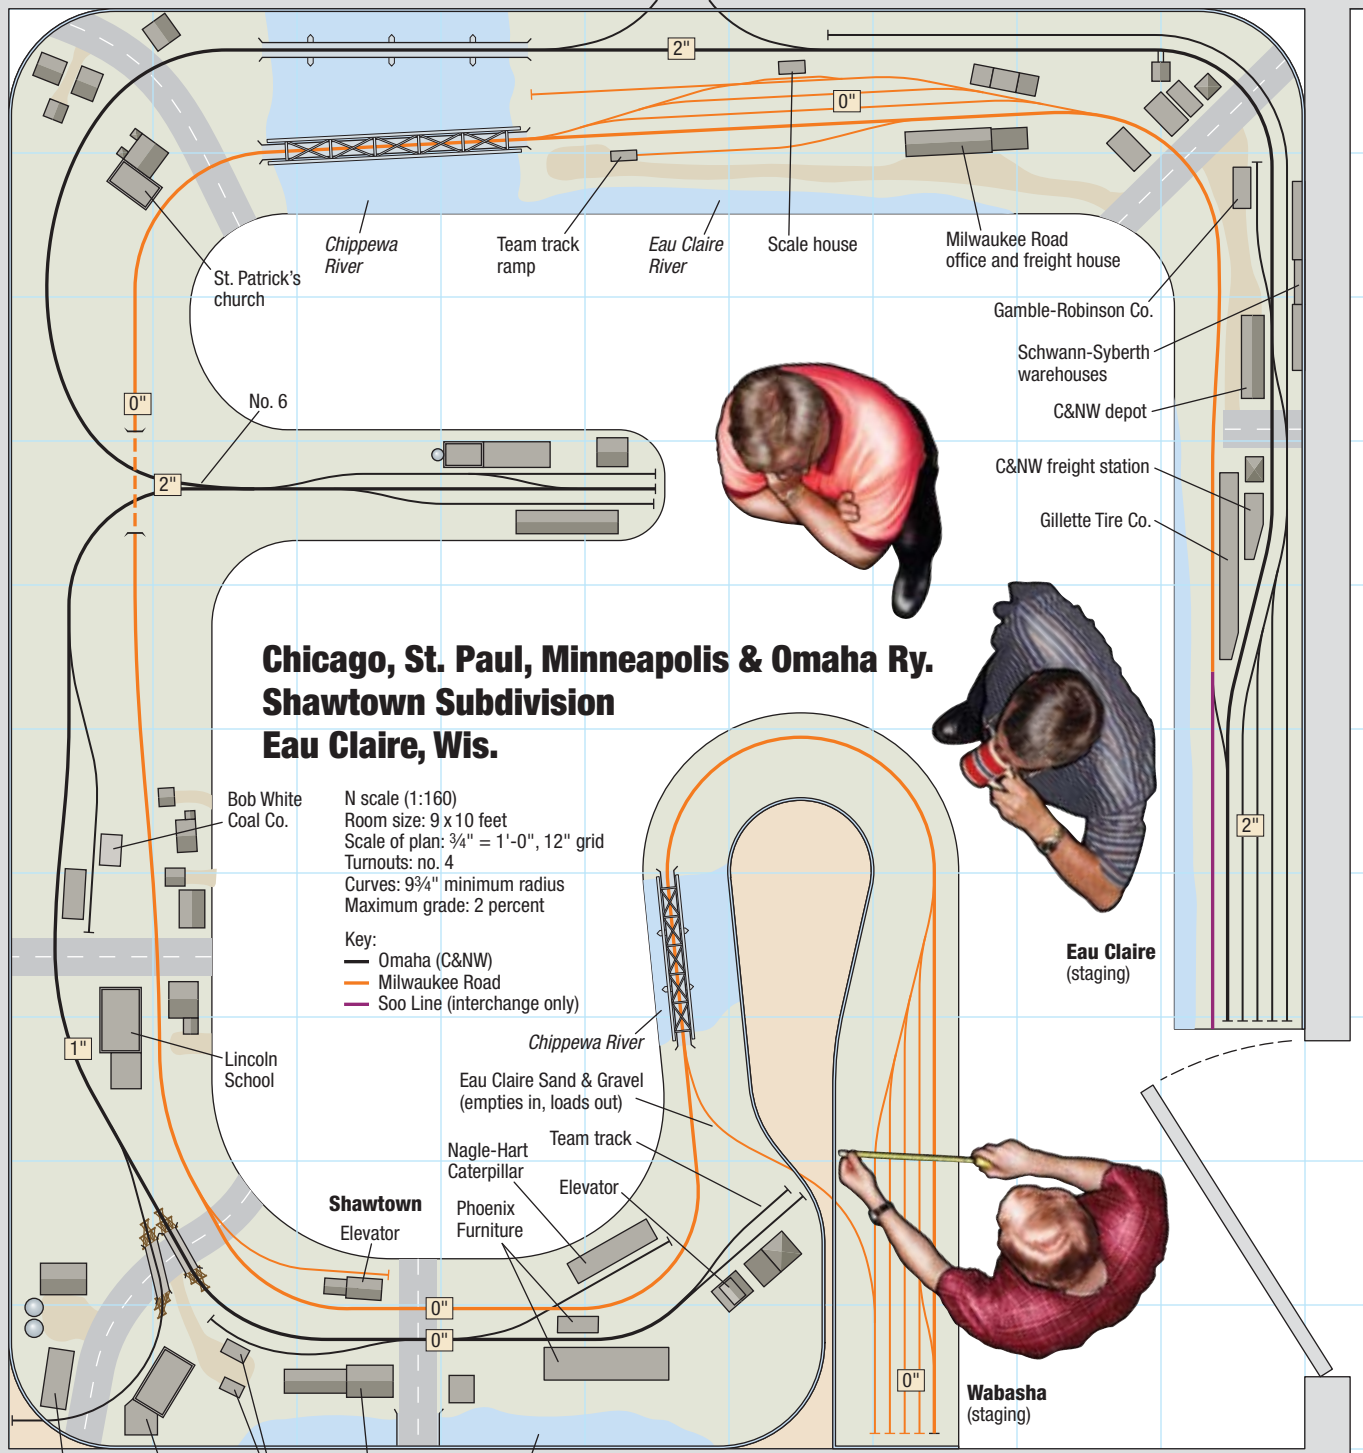 2"
0"
Chippewa
River
Team track
ramp
Eau Claire
River
Scale house
Milwaukee Road
office and freight house
St. Patrick's
church
Gamble-Robinson Co.
Schwann-Syberth
warehouses
0"
No. 6
C&NW depot
2"
C&NW freight station
Gillette Tire Co.
Chicago, St. Paul, Minneapolis & Omaha Ry.
Shawtown Subdivision
Eau Claire, Wis.
Bob White
Coal Co.
N scale (1:160)
Room size: 9 x 10 feet
Scale of plan: ¾" = 1'-0", 12" grid
Turnouts: no. 4
Curves: 9¾" minimum radius
Maximum grade: 2 percent
Key:
Omaha (C&NW)
Milwaukee Road
Soo Line (interchange only)
2"
Eau Claire
(staging)
1"
Lincoln
School
Chippewa River
Eau Claire Sand & Gravel
(empties in, loads out)
Team track
Nagle-Hart
Caterpillar
Elevator
Phoenix
Furniture
Shawtown
Elevator
0"
0"
0"
Wabasha
(staging)